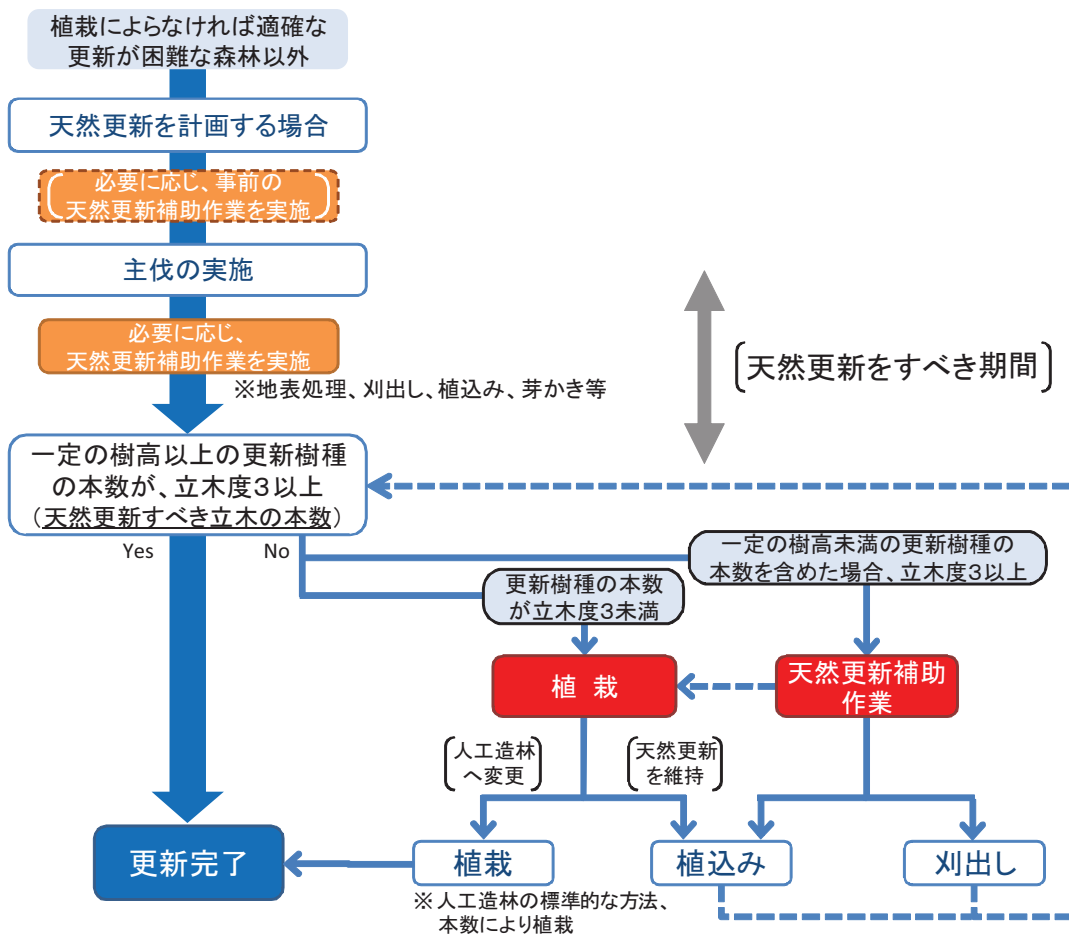 植栽によらなければ適確な
更新が困難な森林以外
天然更新を計画する場合
必要に応じ、事前の
天然更新補助作業を実施
主伐の実施
必要に応じ、
天然更新補助作業を実施
※地表処理、刈出し、植込み、芽かき等
天然更新をすべき期間
一定の樹高以上の更新樹種
の本数が、立木度3以上
(天然更新すべき立木の本数)
Yes
No
一定の樹高未満の更新樹種の
本数を含めた場合、立木度3以上
更新樹種の本数
が立木度3未満
植 栽
天然更新補助
作業
人工造林
へ変更
天然更新
を維持
更新完了
植栽
植込み
刈出し
※人工造林の標準的な方法、
本数により植栽